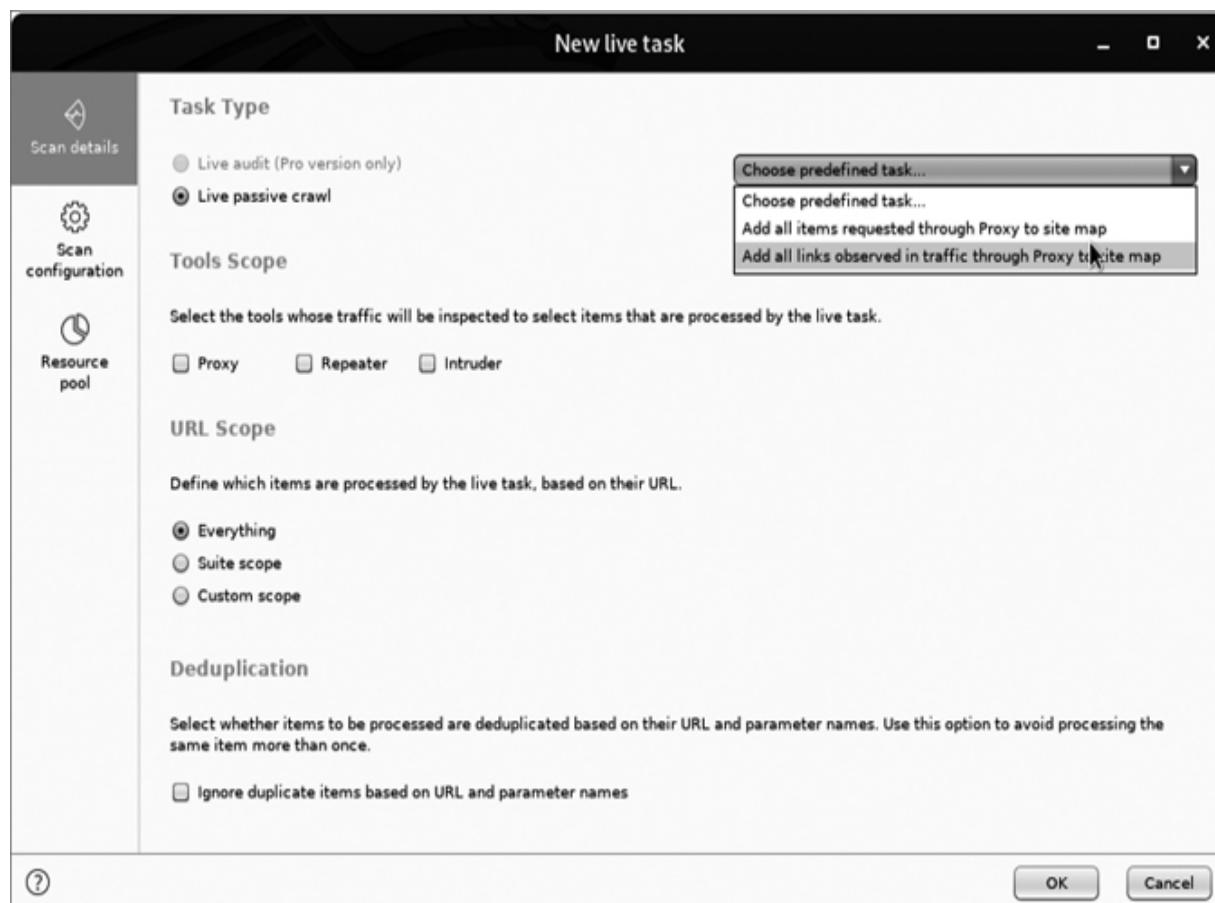 New live task
Scan details
Scan
configuration
Resource
pool
Task Type
Live audit (Pro version only)
Live passive crawl
Choose predefined task...
Choose predefined task...
Add all items requested through Proxy to site map
Add all links observed in traffic through Proxy to site map
Tools Scope
Select the tools whose traffic will be inspected to select items that are processed by the live task.
Proxy Repeater Intruder
URL Scope
Define which items are processed by the live task, based on their URL.
Everything
Suite scope
Custom scope
Deduplication
Select whether items to be processed are deduplicated based on their URL and parameter names. Use this option to avoid processing the
same item more than once.
Ignore duplicate items based on URL and parameter names
OK Cancel